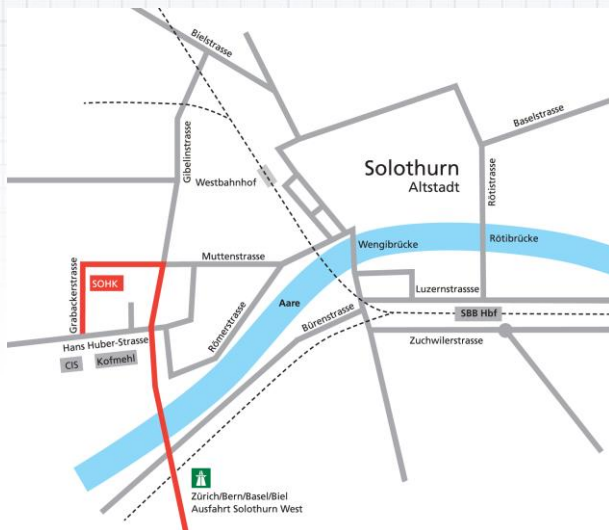 Bielstrasse
Baselstrasse
Gibelinstrasse
Solothurn
Altstadt
Westbahnhof
Rötistrasse
Wengibrücke
Rötibrücke
Muttenstrasse
Grabackerstrasse
SOHK
Luzernstrassse
Aare
Römerstrasse
Bürenstrasse
SBB Hbf
Hans Huber-Strasse
Zuchwilerstrasse
CIS
Kofmehl
Zürich/Bern/Basel/Biel
Ausfahrt Solothurn West